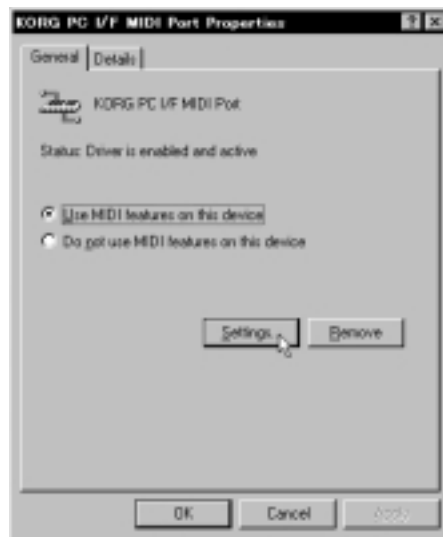 KORG PC I/F MIDI Port Properties
General Details
KORG PC I/F MIDI Port
Status: Driver is enabled and active
Use MIDI features on this device
Do not use MIDI features on this device
Settings... Remove
OK Cancel Apply